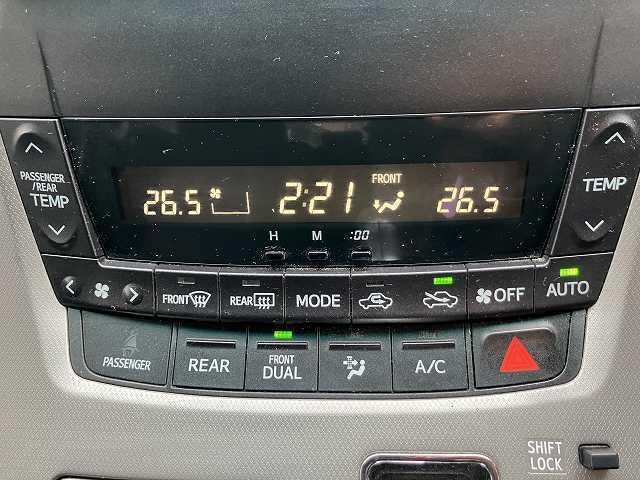 PASSENGER
/REAR
TEMP
26.5
2:21
FRONT
26.5
TEMP
H M :00
FRONT
REAR
MODE
OFF
AUTO
PASSENGER
REAR
FRONT
DUAL
A/C
SHIFT
LOCK